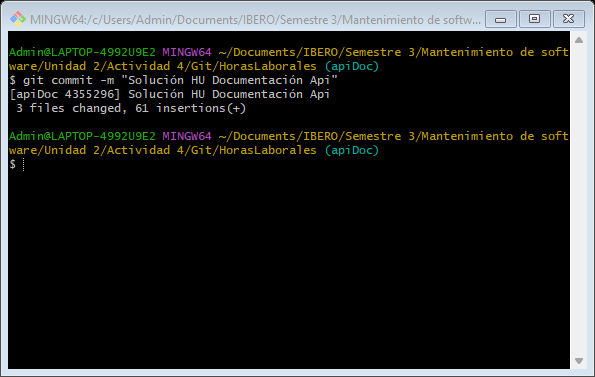 MINGW64:/c/Users/Admin/Documents/IBERO/Semestre 3/Mantenimiento de softw...
Admin@LAPTOP-4992U9E2 MINGW64 ~/Documents/IBERO/Semestre 3/Mantenimiento de soft
ware/Unidad 2/Actividad 4/Git/HorasLaborales (apiDoc)
$ git commit -m "Solución HU Documentación Api"
[apiDoc 4355296] Solución HU Documentación Api
 3 files changed, 61 insertions(+)
Admin@LAPTOP-4992U9E2 MINGW64 ~/Documents/IBERO/Semestre 3/Mantenimiento de soft
ware/Unidad 2/Actividad 4/Git/HorasLaborales (apiDoc)
$